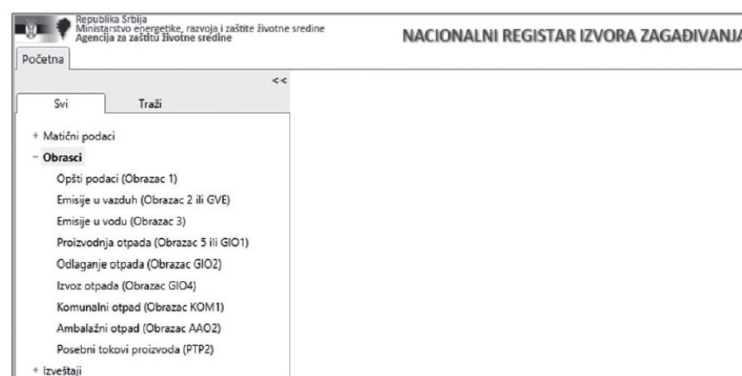 Republika Srbija
Ministarstvo energetike, razvoja i zaštite životne sredine
Agencija za zaštitu životne sredine
NACIONALNI REGISTAR IZVORA ZAGAĐIVANJA
Početna
<<
Svi Traži
+ Matični podaci
- Obrasci
Opšti podaci (Obrazac 1)
Emisije u vazduh (Obrazac 2 ili GVE)
Emisije u vodu (Obrazac 3)
Proizvodnja otpada (Obrazac 5 ili GIO1)
Odlaganje otpada (Obrazac GIO2)
Izvoz otpada (Obrazac GIO4)
Komunalni otpad (Obrazac KOM1)
Ambalažni otpad (Obrazac AAO2)
Posebni tokovi proizvoda (PTP2)
+ Izveštaji